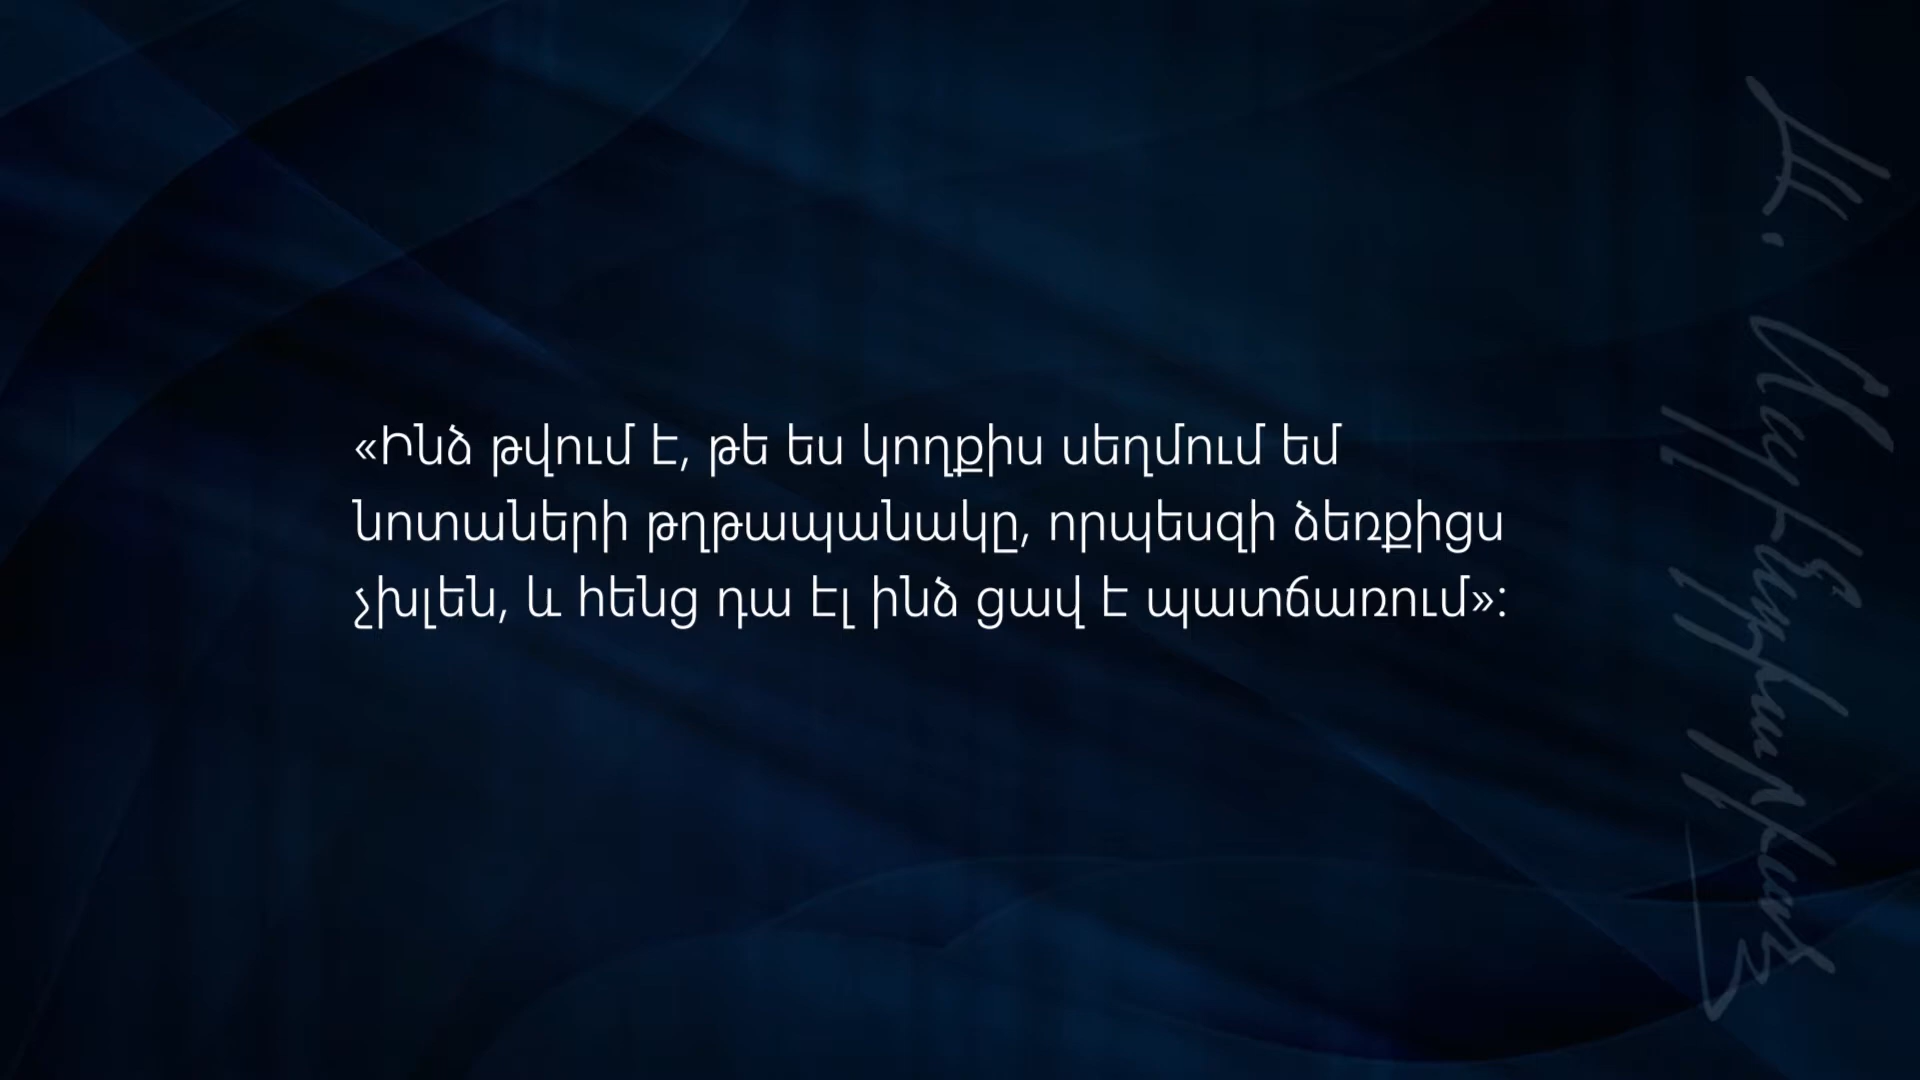 «Ինձ թվում է, թե ես կողքիս սեղմում եմ
նոտաների թղթապանակը, որպեսզի ձեռքիցս
չխլեն, և հենց դա էլ ինձ ցավ է պատճառում»: